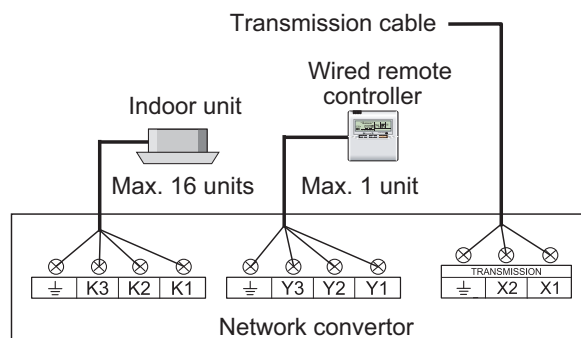 Transmission cable
Wired remote
controller
Indoor unit
Max. 16 units
Max. 1 unit
TRANSMISSION
⏚ K3 K2 K1
⏚ Y3 Y2 Y1
⏚ X2 X1
Network convertor